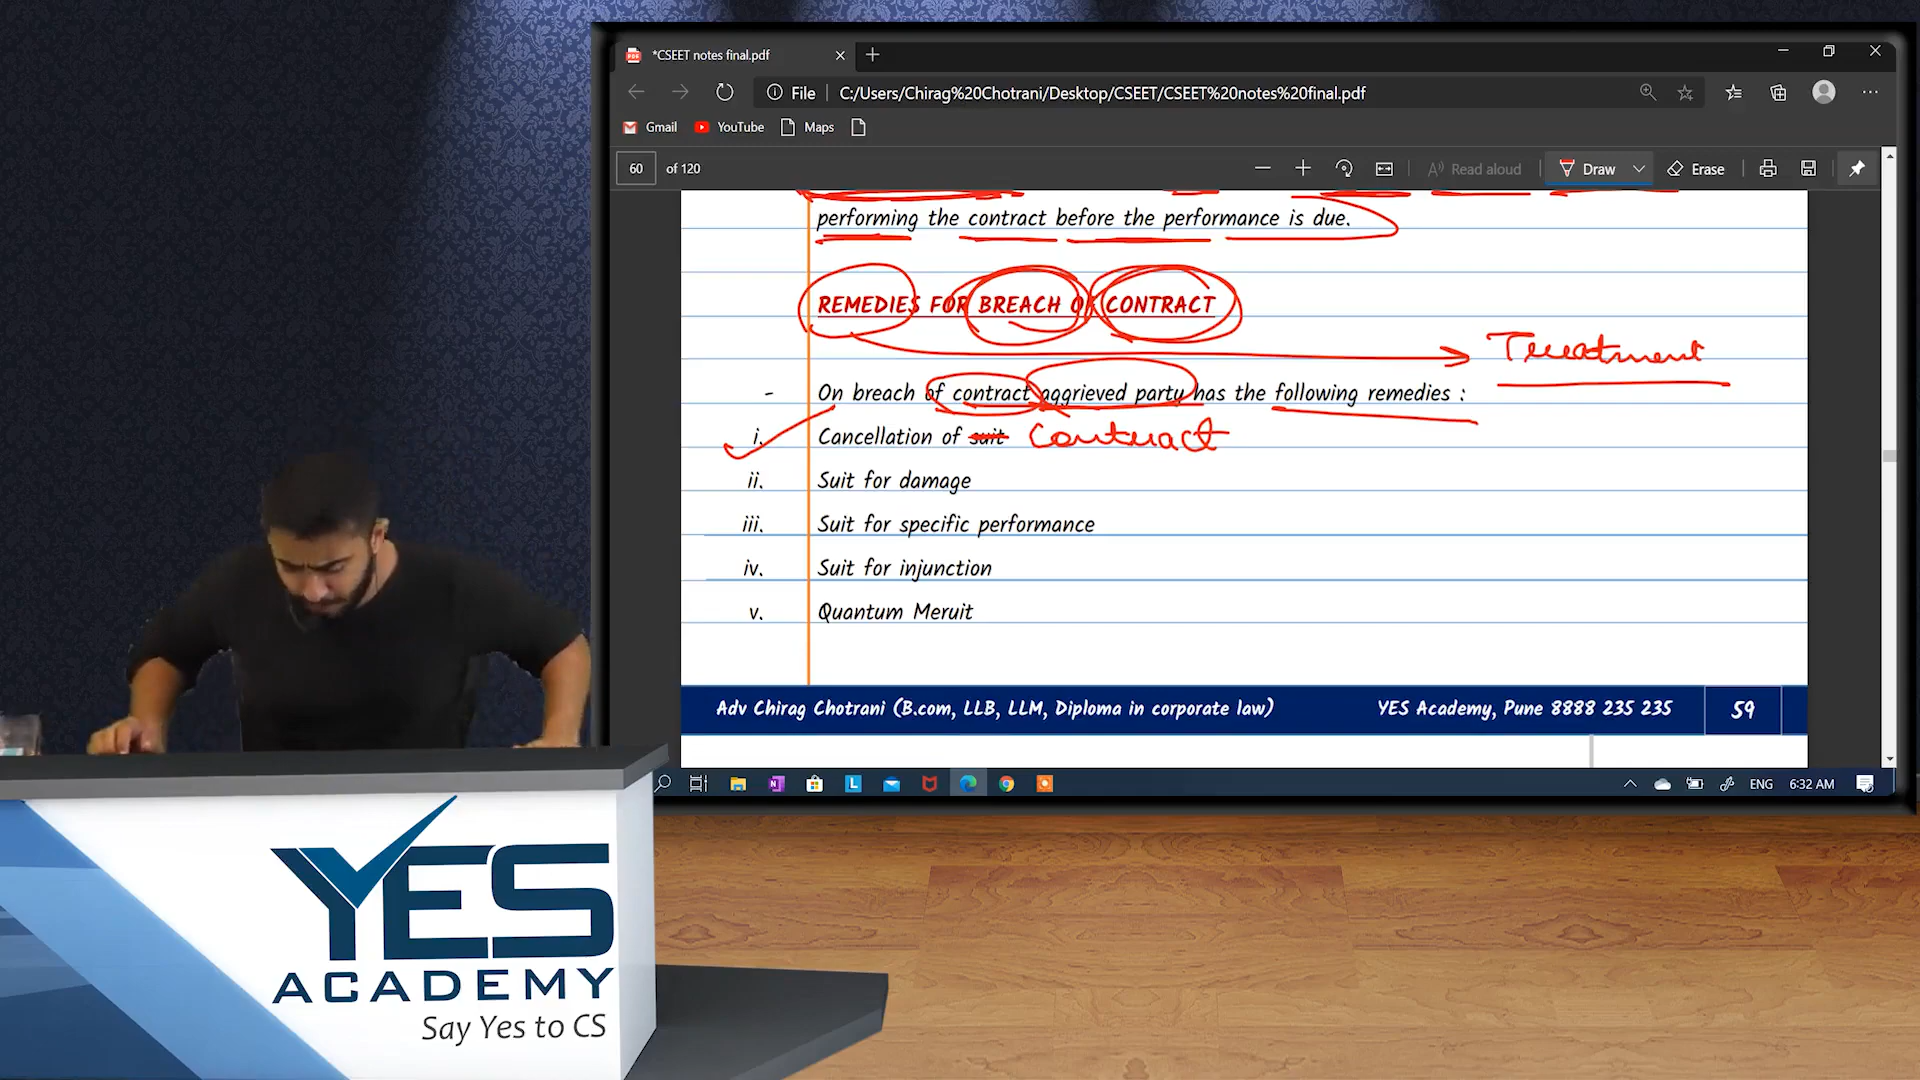 *CSEET notes final.pdf
File C:/Users/Chirag%20Chotrani/Desktop/CSEET/CSEET%20notes%20final.pdf
Gmail YouTube Maps
60 of 120 Read aloud Draw Erase
performing the contract before the performance is due.
REMEDIES FOR BREACH OF CONTRACT
Treatment
- On breach of contract aggrieved party has the following remedies :
i. Cancellation of suit Contract
ii. Suit for damage
iii. Suit for specific performance
iv. Suit for injunction
v. Quantum Meruit
Adv Chirag Chotrani (B.com, LLB, LLM, Diploma in corporate law) YES Academy, Pune 8888 235 235 59
ENG 6:32 AM
YES
ACADEMY
Say Yes to CS